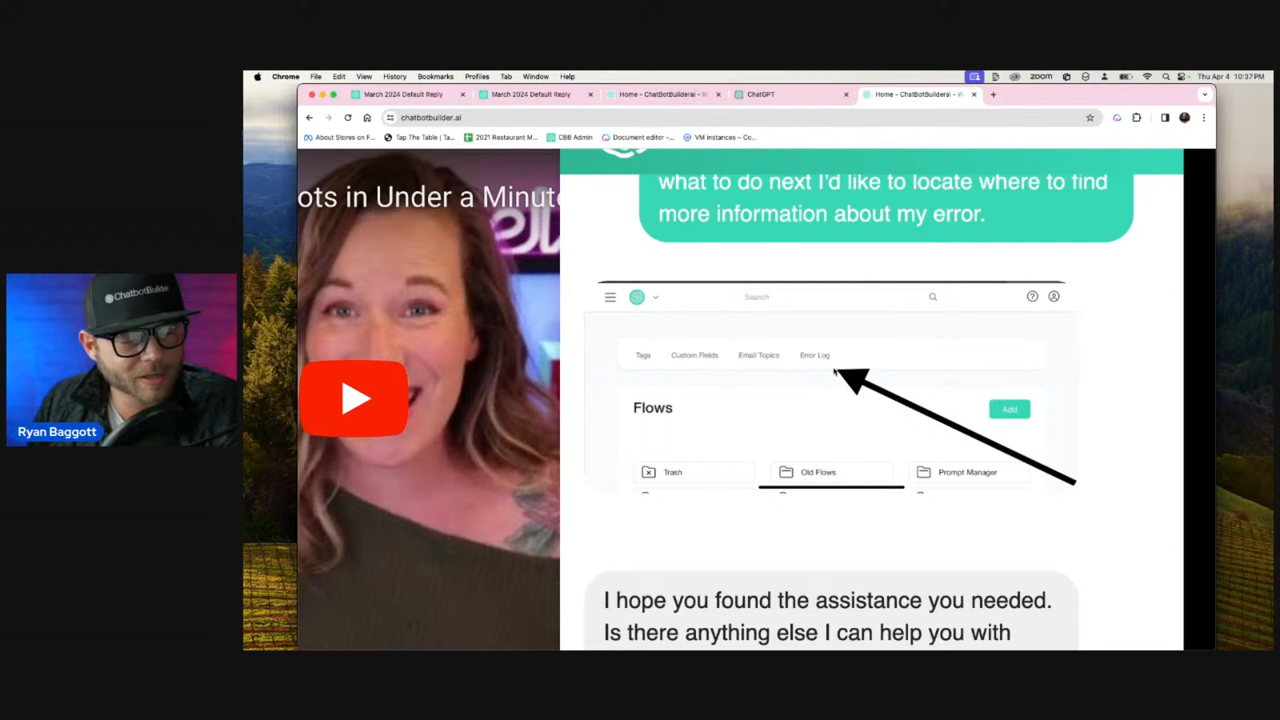 Chrome File Edit View History Bookmarks Profiles Tab Window Help
zoom Thu Apr 4 10:37 PM
March 2024 Default Reply March 2024 Default Reply Home - ChatBotBuilderai - W ChatGPT Home - ChatBotBuilderai - W
chatbotbuilder.ai
About Stores on F... Tap The Table | Ta... 2021 Restaurant M... CBB Admin Document editor -... VM instances – Co...
ots in Under a Minute
what to do next I'd like to locate where to find
more information about my error.
Search
Tags Custom Fields Email Topics Error Log
Flows
Add
Trash Old Flows Prompt Manager
ChatbotBuilder
Ryan Baggott
I hope you found the assistance you needed.
Is there anything else I can help you with